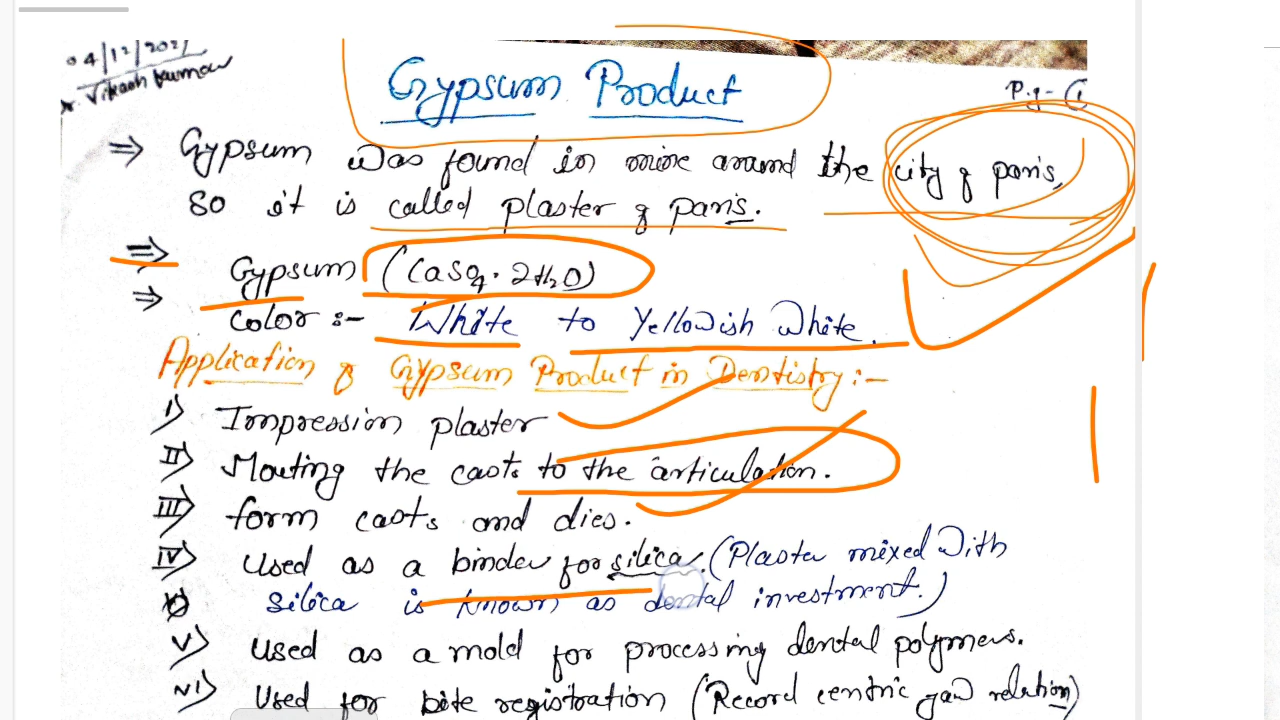 04/12/2021
Dr. Vikash Kumar
Gypsum Product
P.g-①
⇒ Gypsum was found in mine around the city of paris,
so it is called plaster of paris.
⇒ Gypsum (CaSO₄·2H₂O)
⇒ color :- White to Yellowish White.
Application of Gypsum Product in Dentistry:-
I) Impression plaster
II) Mouting the casts to the articulation.
III) form casts and dies.
IV) Used as a binder for silica. (Plaster mixed with
silica is known as dental investment.)
V) Used as a mold for processing dental polymers.
VI) Used for bite registration (Record centric jaw relation)